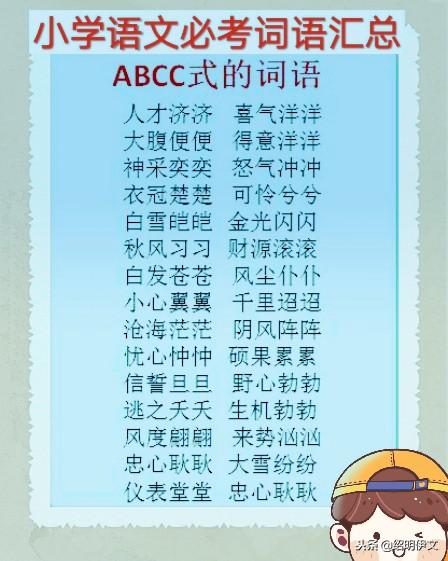 小学语文必考词语汇总
ABCC式的词语
人才济济 喜气洋洋
大腹便便 得意洋洋
神采奕奕 怒气冲冲
衣冠楚楚 可怜兮兮
白雪皑皑 金光闪闪
秋风习习 财源滚滚
白发苍苍 风尘仆仆
小心翼翼 千里迢迢
沧海茫茫 阴风阵阵
忧心忡忡 硕果累累
信誓旦旦 野心勃勃
逃之夭夭 生机勃勃
风度翩翩 来势汹汹
忠心耿耿 大雪纷纷
仪表堂堂 忠心耿耿
头条@绍明伊文